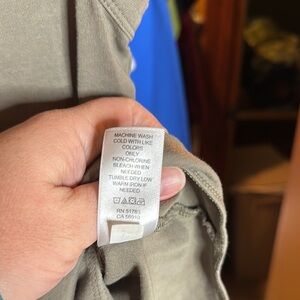 MACHINE WASH
COLD WITH LIKE
COLORS
ONLY
NON-CHLORINE
BLEACH WHEN
NEEDED
TUMBLE DRY LOW
WARM IRON IF
NEEDED
RN 51783
CA 56910